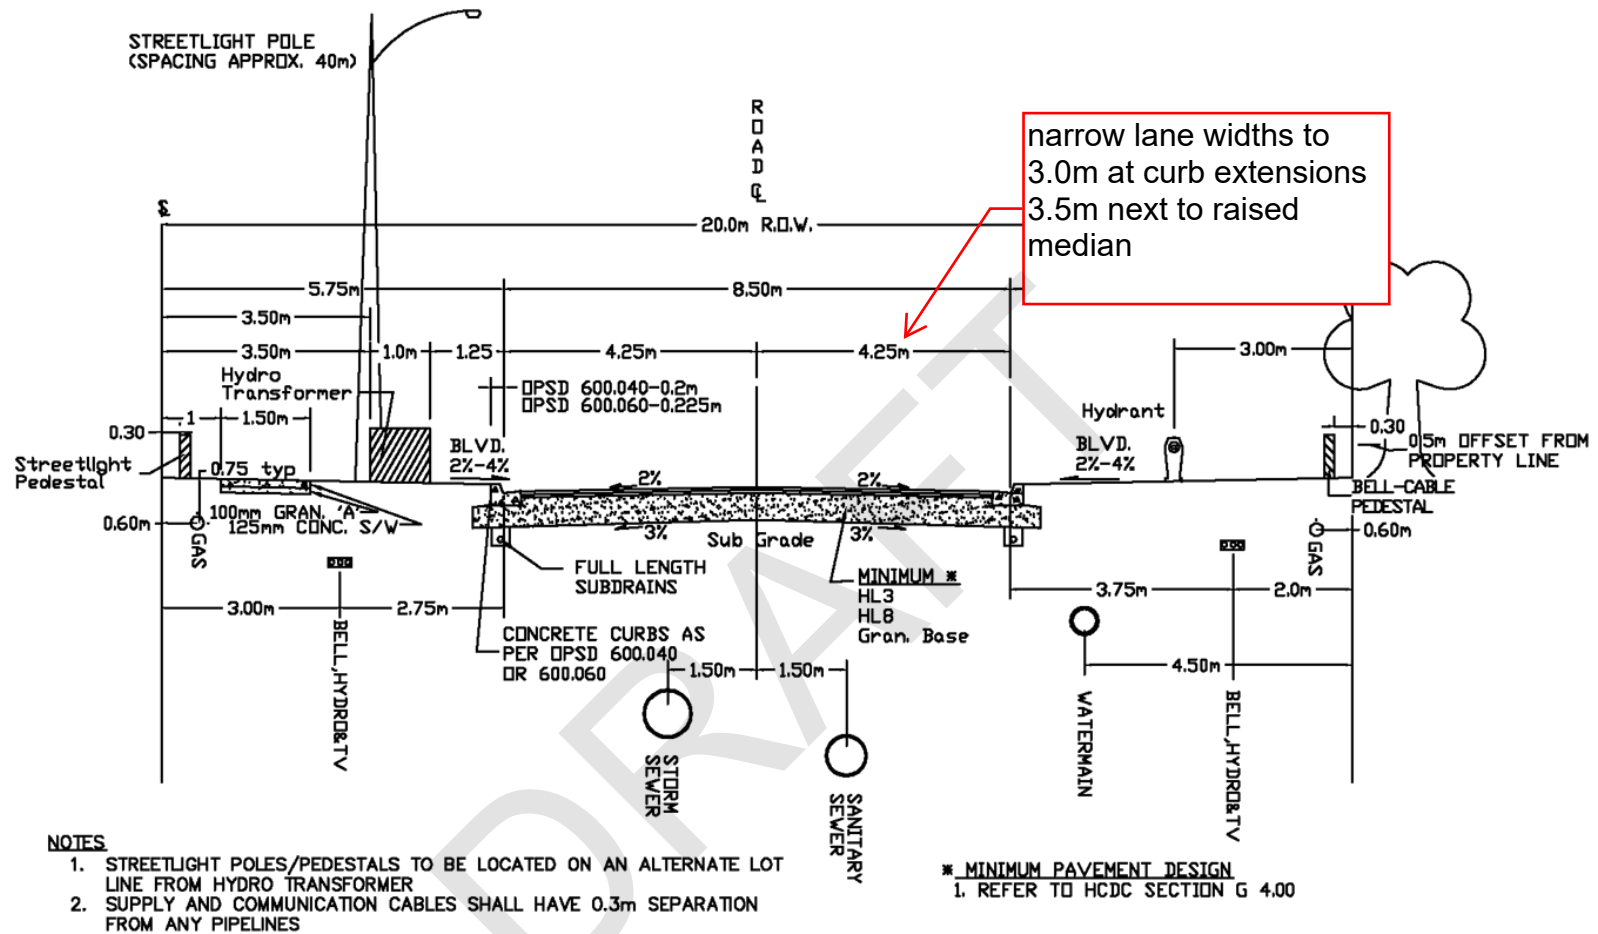 STREETLIGHT POLE
(SPACING APPROX. 40m)
ROAD ℄
narrow lane widths to
3.0m at curb extensions
3.5m next to raised
median
20.0m R.O.W.
5.75m
8.50m
3.50m
3.50m
1.0m
1.25
4.25m
4.25m
3.00m
Hydro
Transformer
OPSD 600.040-0.2m
OPSD 600.060-0.225m
1
1.50m
Hydrant
0.30
0.30
BLVD.
2%-4%
BLVD.
2%-4%
0.5m OFFSET FROM
PROPERTY LINE
Streetlight
Pedestal
0.75 typ
2%
2%
BELL-CABLE
PEDESTAL
100mm GRAN. 'A'
125mm CONC. S/W
0.60m
GAS
3%
Sub Grade
3%
0.60m
GAS
FULL LENGTH
SUBDRAINS
MINIMUM *
HL3
HL8
Gran. Base
3.75m
2.0m
3.00m
2.75m
CONCRETE CURBS AS
PER OPSD 600.040
OR 600.060
1.50m
1.50m
4.50m
BELL,HYDRO&TV
STORM
SEWER
SANITARY
SEWER
WATERMAIN
BELL,HYDRO&TV
DRAFT
NOTES
1. STREETLIGHT POLES/PEDESTALS TO BE LOCATED ON AN ALTERNATE LOT
LINE FROM HYDRO TRANSFORMER
2. SUPPLY AND COMMUNICATION CABLES SHALL HAVE 0.3m SEPARATION
FROM ANY PIPELINES
* MINIMUM PAVEMENT DESIGN
1. REFER TO HCDC SECTION G 4.00